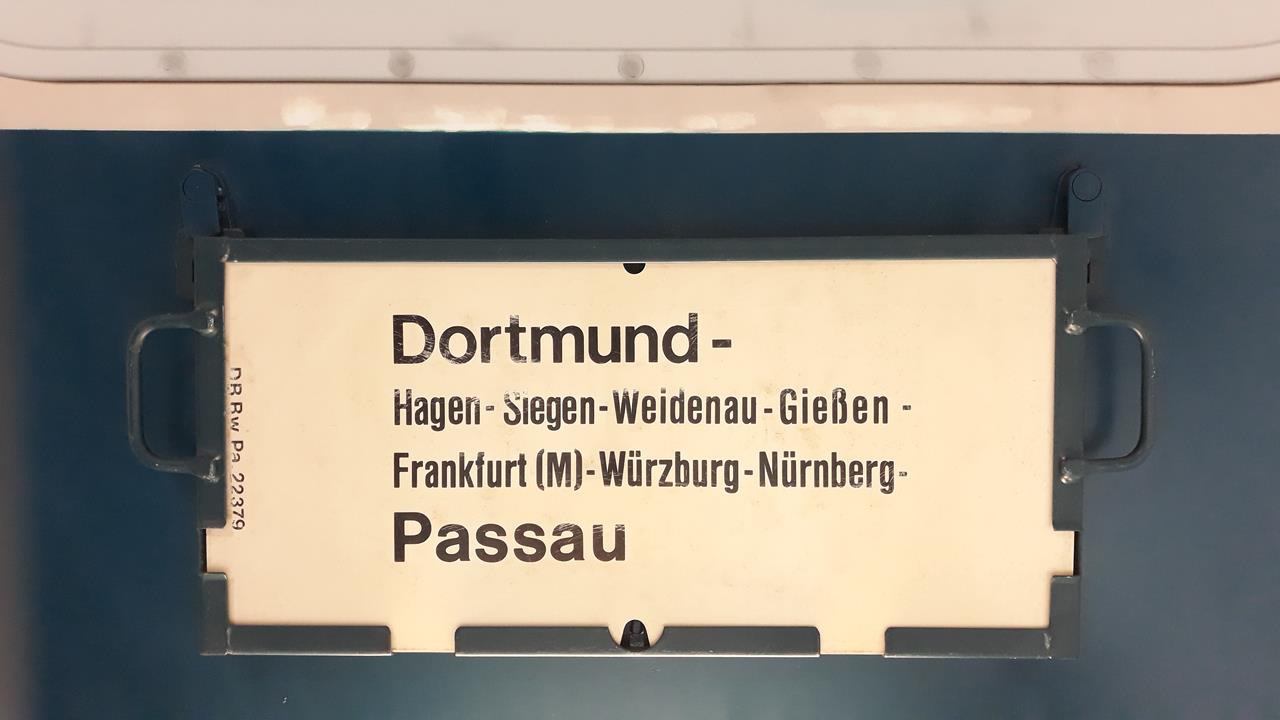 Dortmund-
Hagen-Siegen-Weidenau-Gießen -
Frankfurt (M)-Würzburg-Nürnberg-
Passau
DB Bw Pa 22379